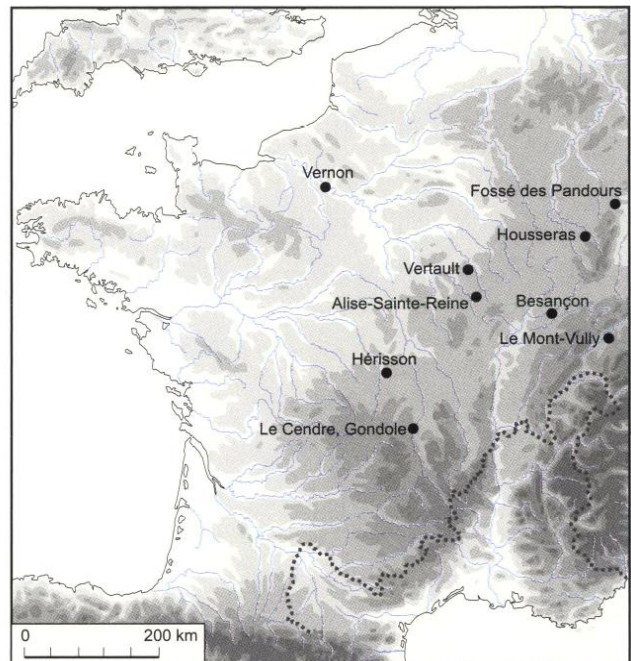 Vernon
Fossé des Pandours
Housseras
Vertault
Alise-Sainte-Reine
Besançon
Le Mont-Vully
Hérisson
Le Cendre, Gondole
0
200 km